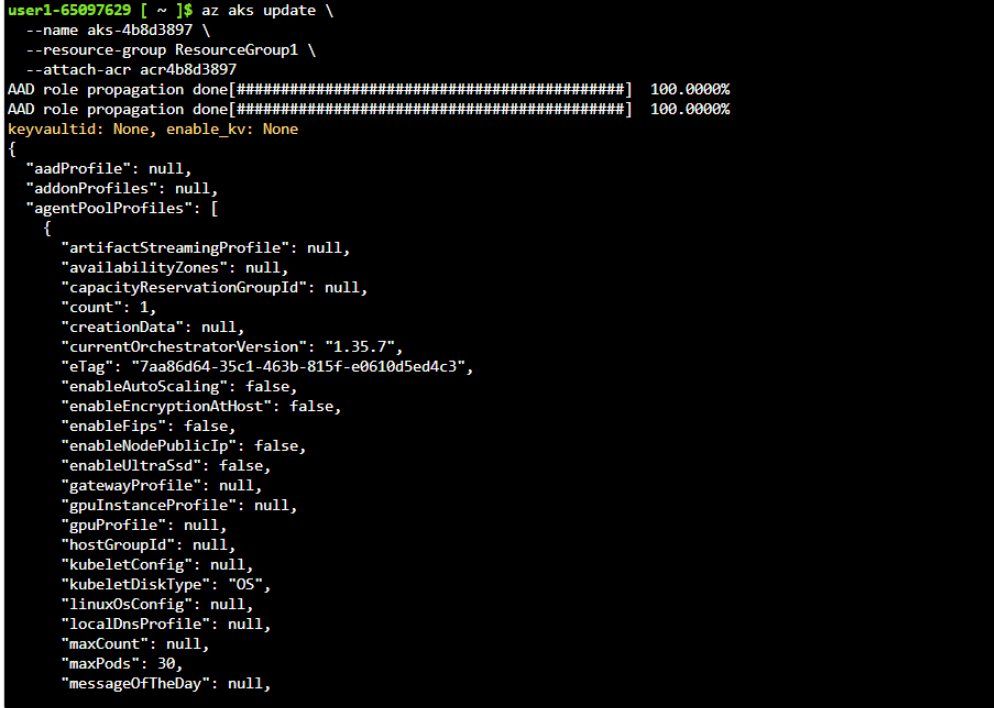 user1-65097629 [ ~ ]$ az aks update \
  --name aks-4b8d3897 \
  --resource-group ResourceGroup1 \
  --attach-acr acr4b8d3897
AAD role propagation done[############################################]  100.0000%
AAD role propagation done[############################################]  100.0000%
keyvaultid: None, enable_kv: None
{
  "aadProfile": null,
  "addonProfiles": null,
  "agentPoolProfiles": [
    {
      "artifactStreamingProfile": null,
      "availabilityZones": null,
      "capacityReservationGroupId": null,
      "count": 1,
      "creationData": null,
      "currentOrchestratorVersion": "1.35.7",
      "eTag": "7aa86d64-35c1-463b-815f-e0610d5ed4c3",
      "enableAutoScaling": false,
      "enableEncryptionAtHost": false,
      "enableFips": false,
      "enableNodePublicIp": false,
      "enableUltraSsd": false,
      "gatewayProfile": null,
      "gpuInstanceProfile": null,
      "gpuProfile": null,
      "hostGroupId": null,
      "kubeletConfig": null,
      "kubeletDiskType": "OS",
      "linuxOsConfig": null,
      "localDnsProfile": null,
      "maxCount": null,
      "maxPods": 30,
      "messageOfTheDay": null,